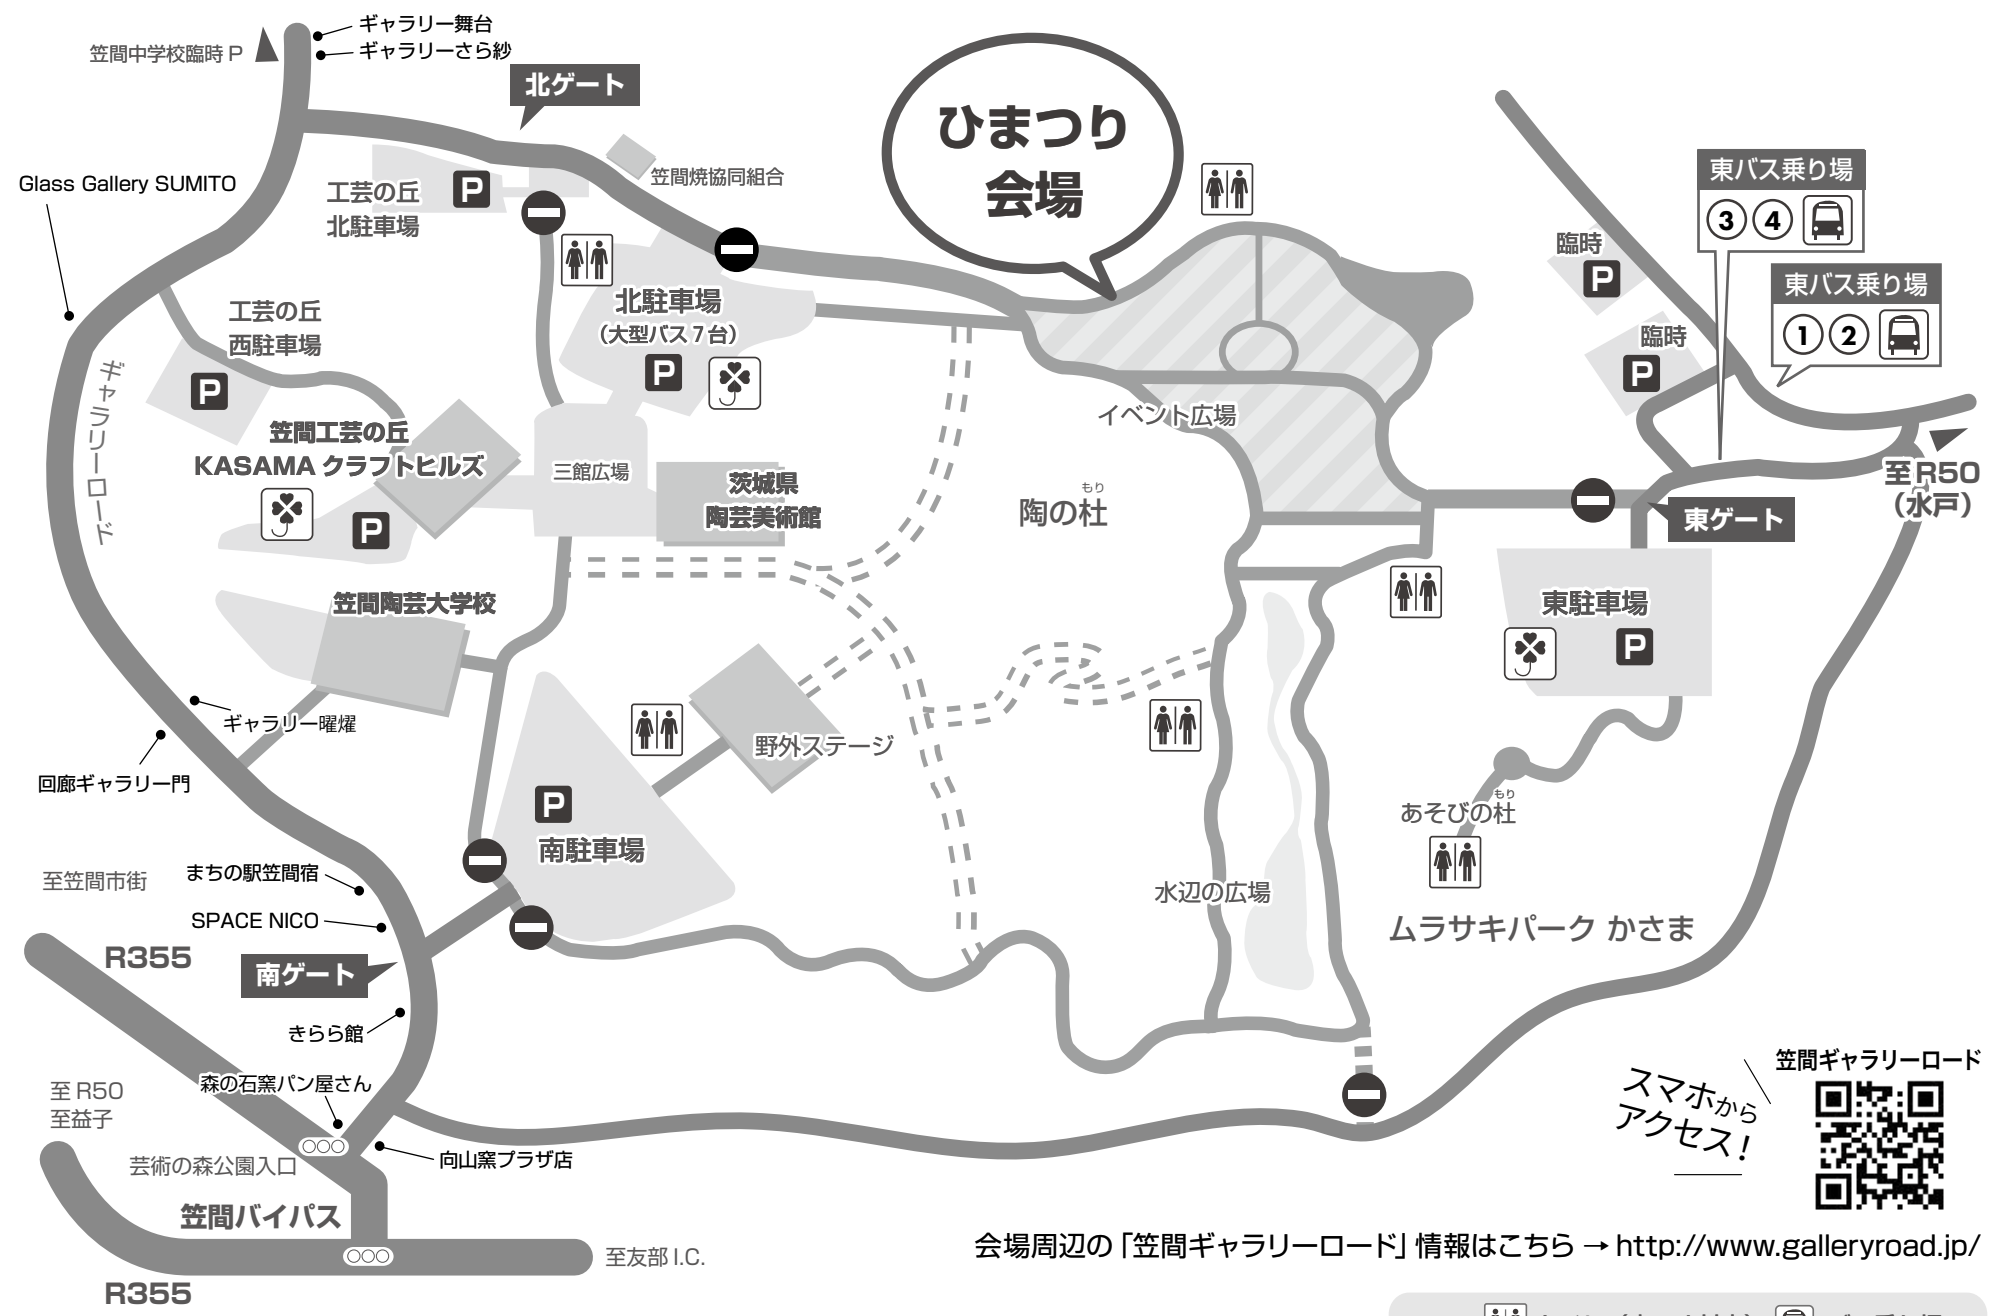 ギャラリー舞台
笠間中学校臨時 P
ギャラリーさら紗
北ゲート
ひまつり
会場
Glass Gallery SUMITO
工芸の丘
北駐車場
P
笠間焼協同組合
東バス乗り場
3 4
臨時
P
東バス乗り場
1 2
臨時
P
工芸の丘
西駐車場
P
北駐車場
（大型バス 7 台）
P
ギャラリーロード
イベント広場
笠間工芸の丘
KASAMA クラフトヒルズ
P
三館広場
茨城県
陶芸美術館
もり
陶の杜
至 R50
（水戸）
東ゲート
笠間陶芸大学校
東駐車場
P
ギャラリー曜燿
回廊ギャラリー門
野外ステージ
P
南駐車場
もり
あそびの杜
水辺の広場
ムラサキパーク かさま
至笠間市街
まちの駅笠間宿
SPACE NICO
R355
南ゲート
きらら館
至 R50
至益子
森の石窯パン屋さん
芸術の森公園入口
向山窯プラザ店
笠間バイパス
至友部 I.C.
R355
笠間ギャラリーロード
スマホから
アクセス！
会場周辺の「笠間ギャラリーロード」情報はこちら → http://www.galleryroad.jp/